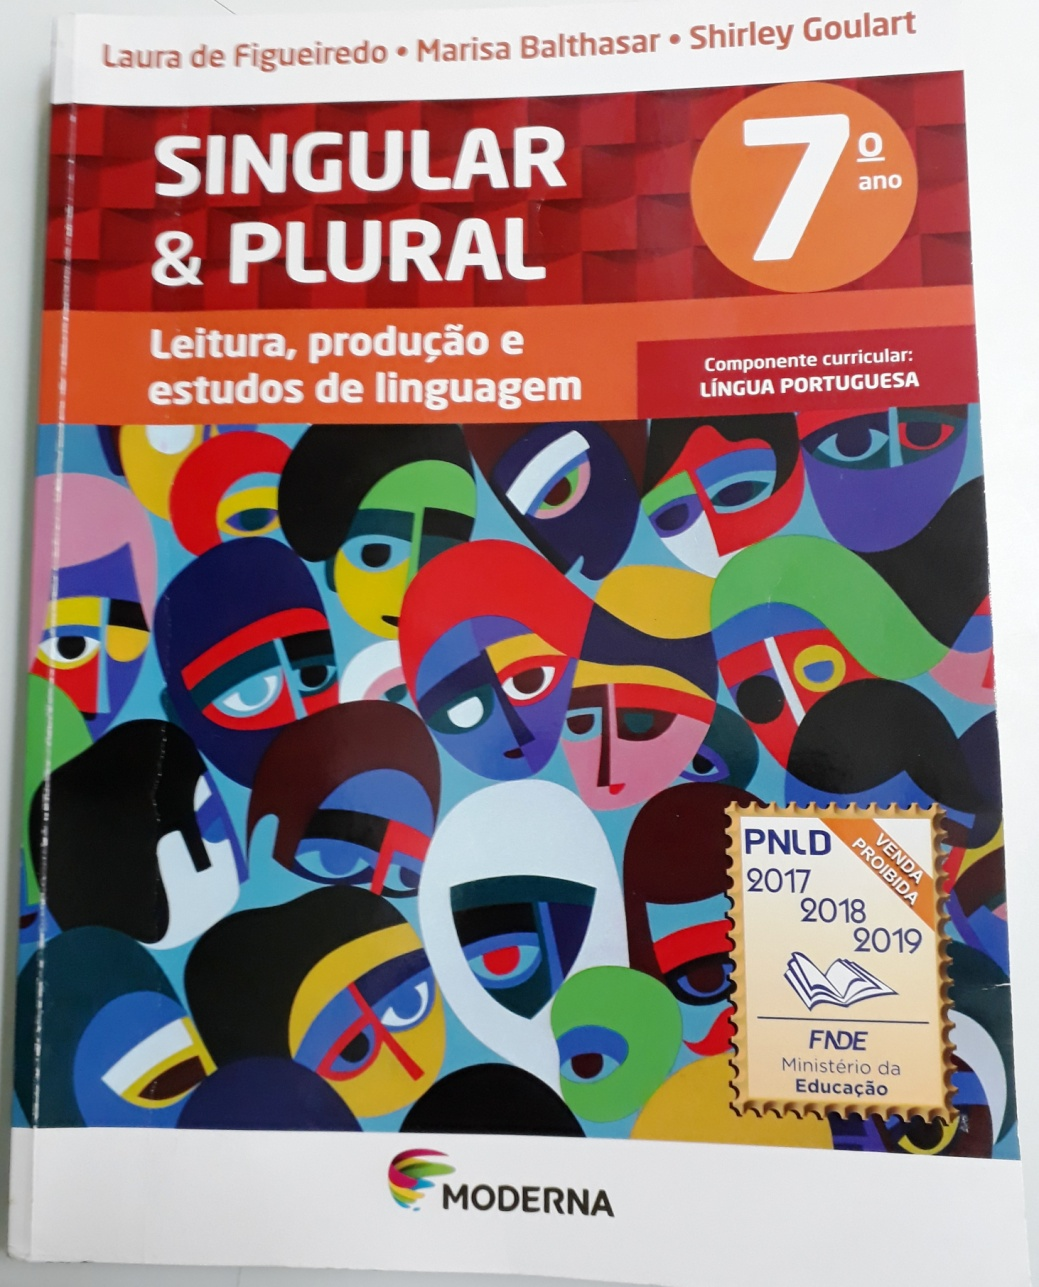 Laura de Figueiredo • Marisa Balthasar • Shirley Goulart
SINGULAR
& PLURAL
7º
ano
Leitura, produção e
estudos de linguagem
Componente curricular:
LÍNGUA PORTUGUESA
PNLD
2017
2018
2019
VENDA
PROIBIDA
FNDE
Ministério da
Educação
MODERNA